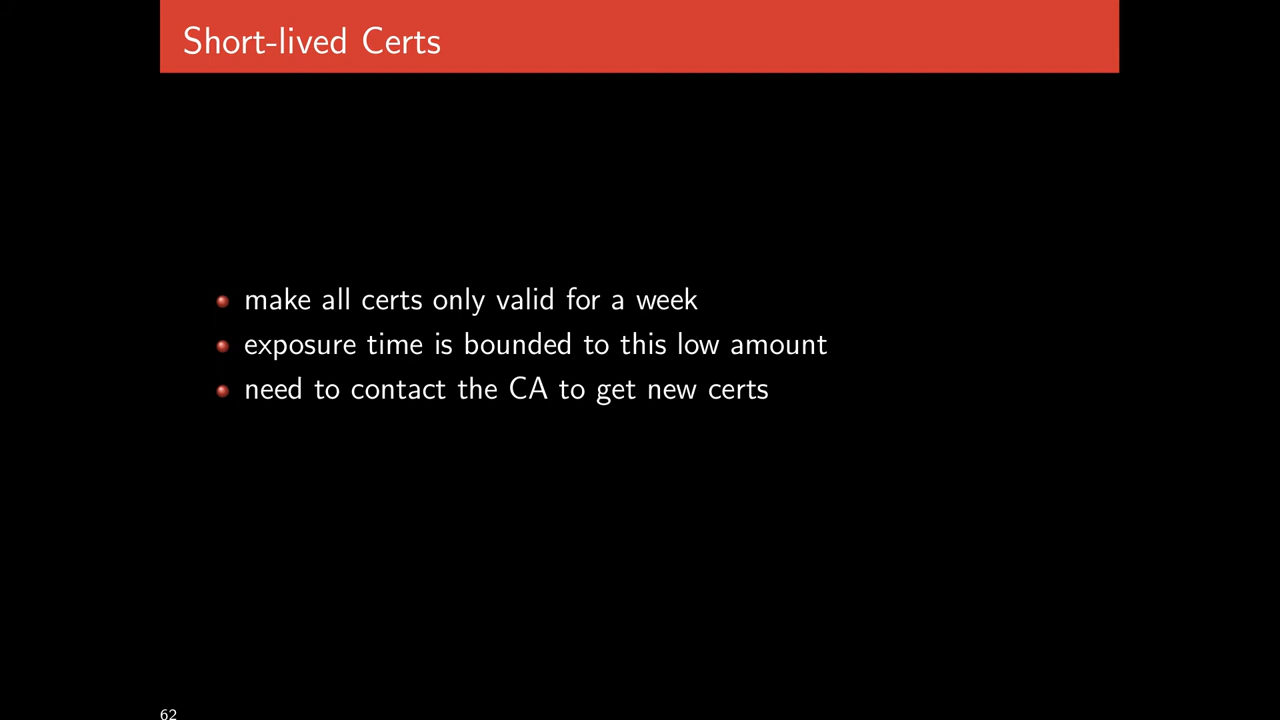 Short-lived Certs
make all certs only valid for a week
exposure time is bounded to this low amount
need to contact the CA to get new certs
62